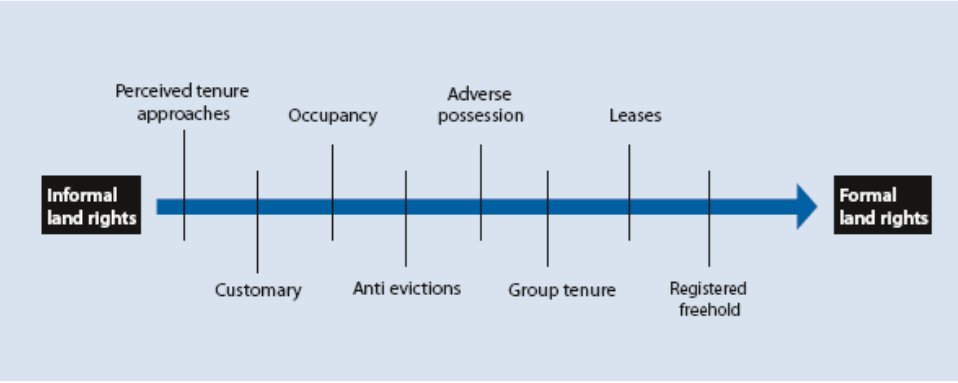 Perceived tenure
approaches
Occupancy
Adverse
possession
Leases
Informal
land rights
Formal
land rights
Customary
Anti evictions
Group tenure
Registered
freehold